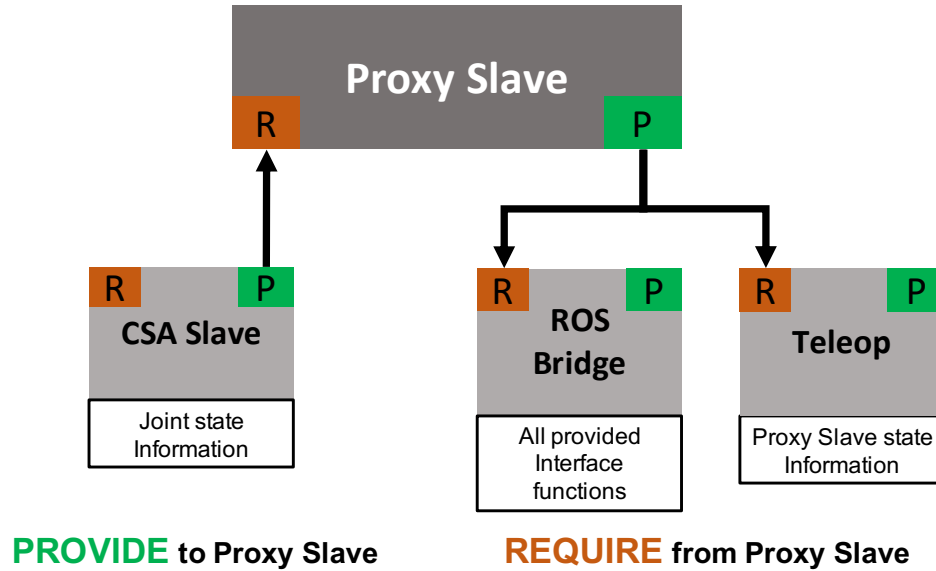 Proxy Slave
R
P
R
P
CSA Slave
Joint state
Information
R
P
ROS
Bridge
All provided
Interface
functions
R
P
Teleop
Proxy Slave state
Information
PROVIDE to Proxy Slave
REQUIRE from Proxy Slave